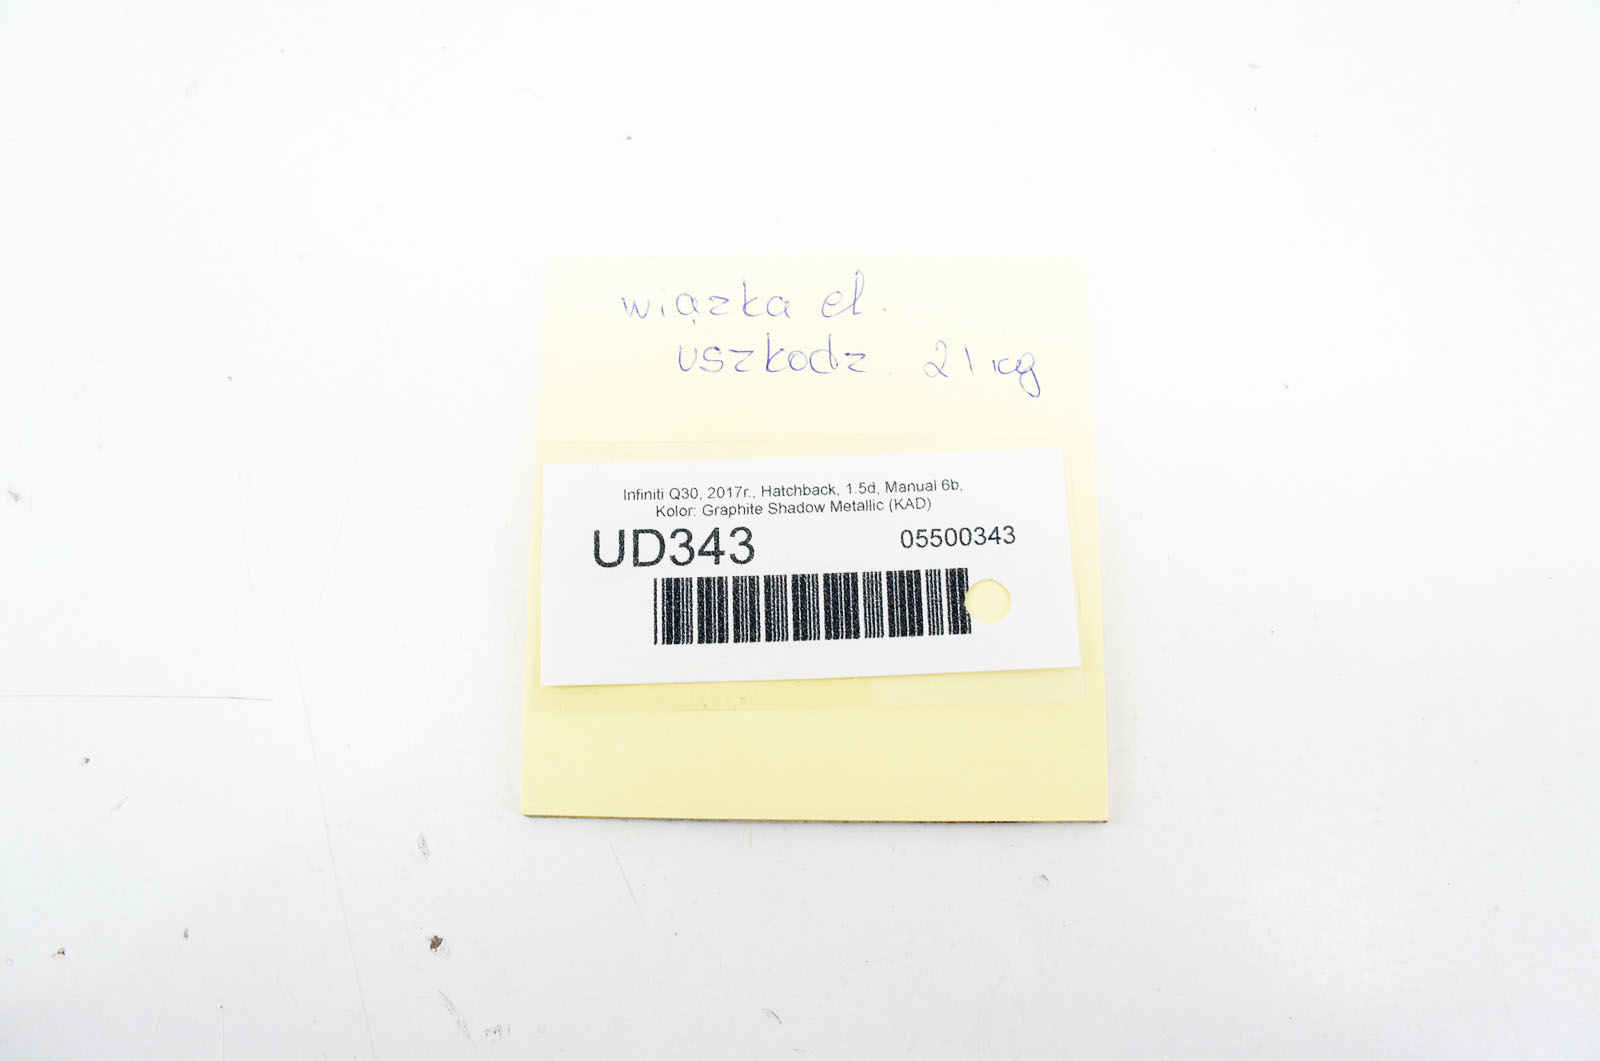 wiązka el.
uszkodz. 21 kg
Infiniti Q30, 2017r., Hatchback, 1.5d, Manual 6b,
Kolor: Graphite Shadow Metallic (KAD)
UD343 05500343